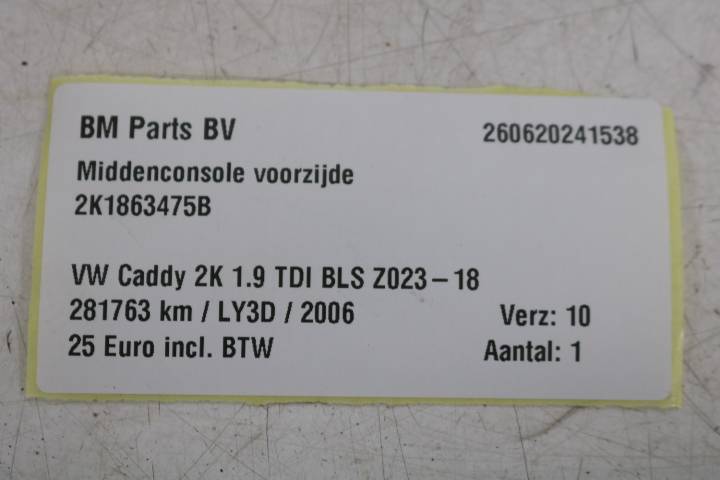 BM Parts BV 260620241538
Middenconsole voorzijde
2K1863475B
VW Caddy 2K 1.9 TDI BLS Z023-18
281763 km / LY3D / 2006 Verz: 10
25 Euro incl. BTW Aantal: 1